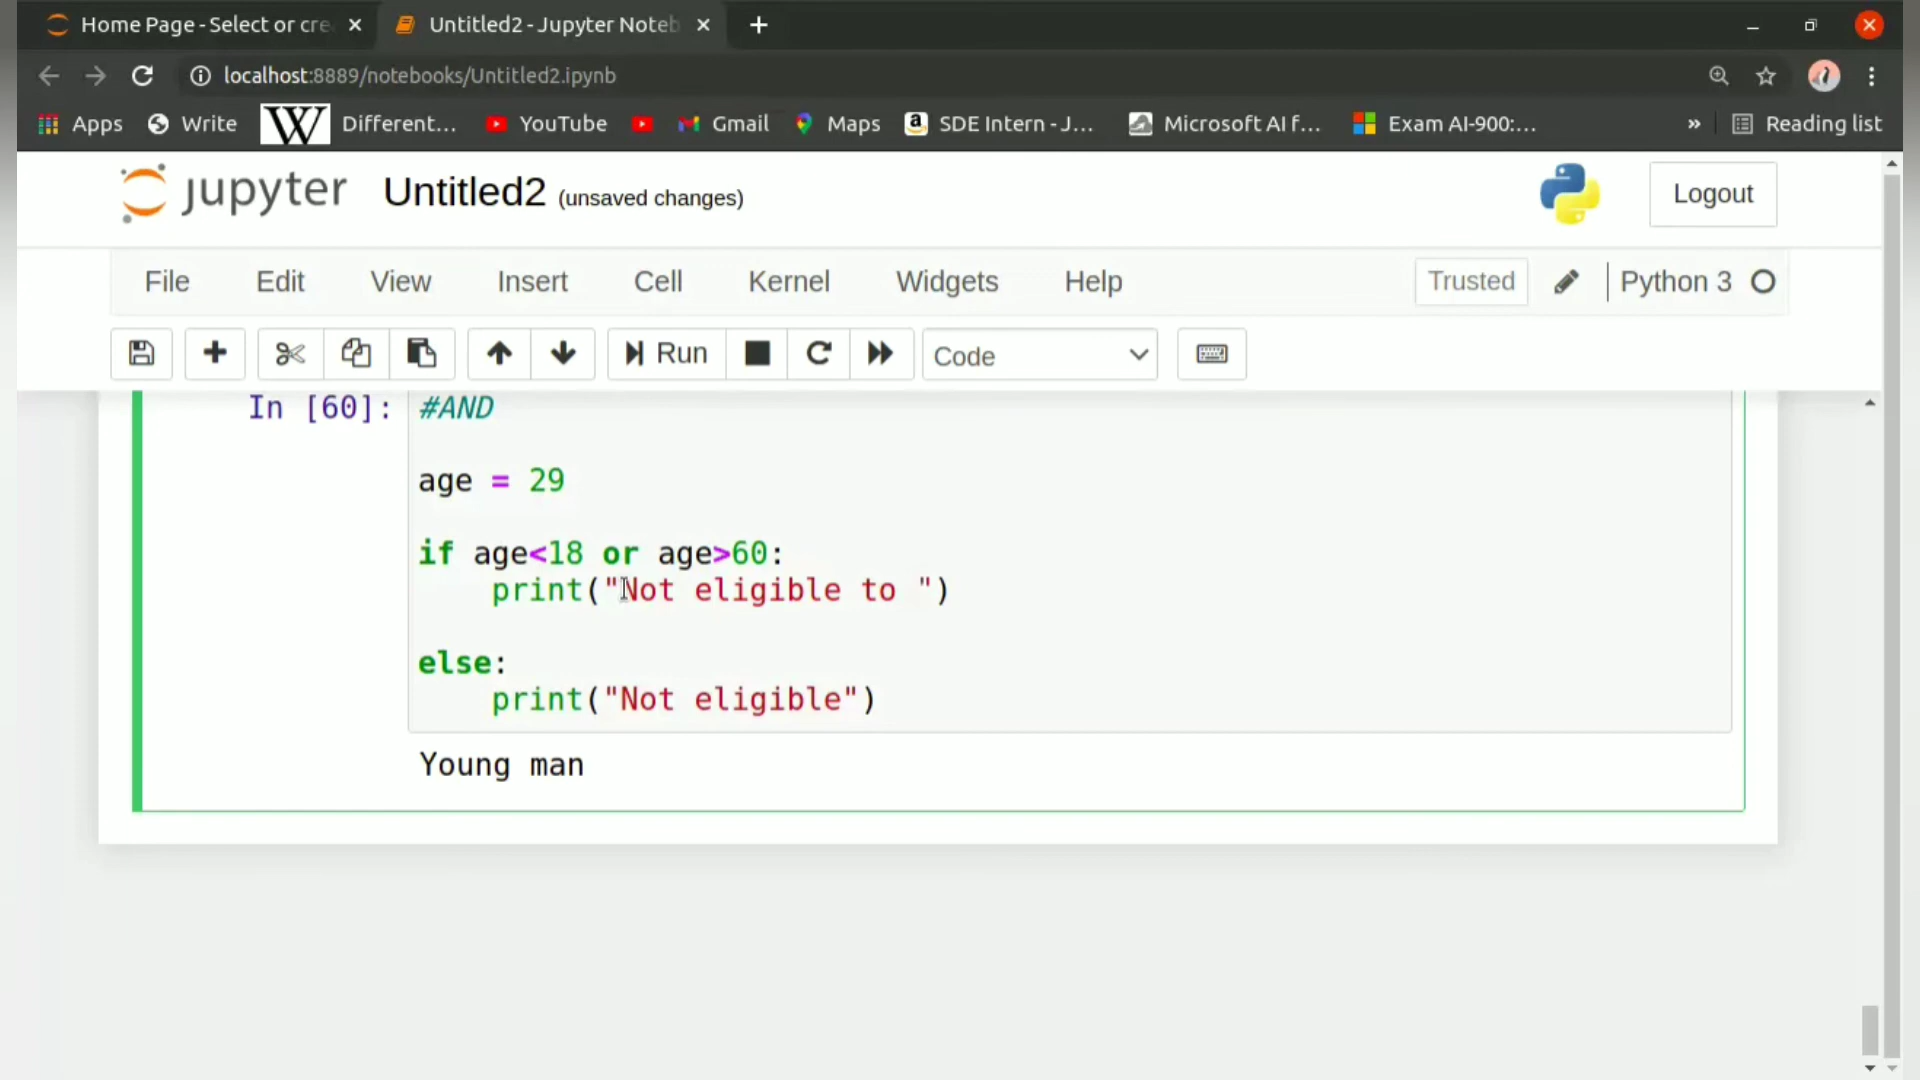 Home Page - Select or cre
Untitled2 - Jupyter Noteb
localhost:8889/notebooks/Untitled2.ipynb
Apps
Write
W
Different...
YouTube
Gmail
Maps
SDE Intern - J...
Microsoft AI f...
Exam AI-900:...
»
Reading list
jupyter
Untitled2 (unsaved changes)
Logout
File
Edit
View
Insert
Cell
Kernel
Widgets
Help
Trusted
Python 3
Run
Code
In [60]: #AND
age = 29
if age<18 or age>60:
print("Not eligible to ")
else:
print("Not eligible")
Young man